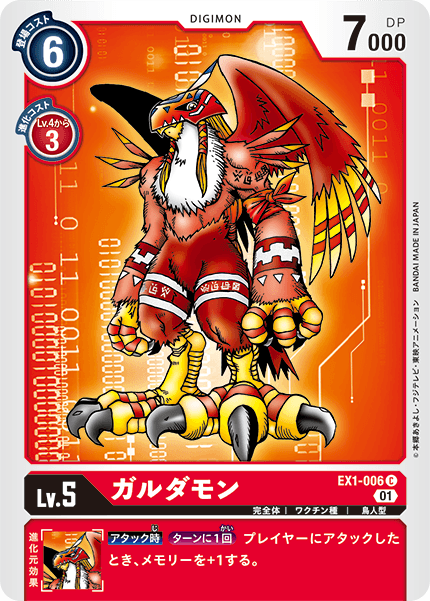 DIGIMON
登場コスト
6
7000
DP
進化コスト
Lv.4から
3
©本郷あきよし・フジテレビ・東映アニメーション BANDAI MADE IN JAPAN
EX1-006 C
01
Lv.5
ガルダモン
完全体 | ワクチン種 | 鳥人型
進化元効果
アタック時 ターンに1回 プレイヤーにアタックした
とき、メモリーを+1する。